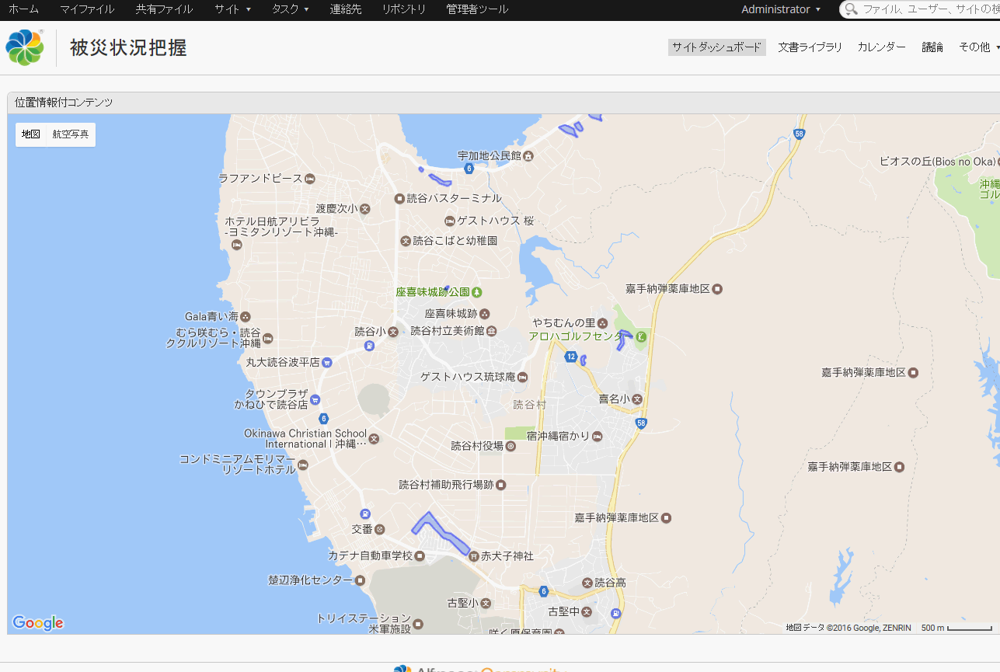 ホーム マイファイル 共有ファイル サイト タスク 連絡先 リポジトリ 管理者ツール Administrator ファイル、ユーザー、サイトの検
被災状況把握
サイトダッシュボード 文書ライブラリ カレンダー 議論 その他
位置情報付コンテンツ
地図 航空写真
58
宇加地公民館
6
ビオスの丘(Bios no Oka)
ラフアンドピース
沖縄
ゴル
読谷バスターミナル
渡慶次小
ホテル日航アリビラ
-ヨミタンリゾート沖縄-
ゲストハウス 桜
読谷こばと幼稚園
嘉手納弾薬庫地区
座喜味城跡公園
座喜味城跡
Gala青い海
やちむんの里
むら咲むら・読谷
ククルリゾート沖縄
読谷小
読谷村立美術館
アロハゴルフセンター
12
丸大読谷波平店
嘉手納弾薬庫地区
ゲストハウス琉球庵
タウンプラザ
かねひで読谷店
読谷村
喜名小
6
58
Okinawa Christian School
International | 沖縄…
宿沖縄宿かり
読谷村役場
コンドミニアムモリマー
リゾートホテル
嘉手納弾薬庫地区
読谷村補助飛行場跡
嘉手納弾薬庫地区
交番
カデナ自動車学校
赤犬子神社
楚辺浄化センター
読谷高
6
古堅小
古堅中
トリイステーション
米軍施設
咲く原保育園
Google
地図データ ©2016 Google, ZENRIN 500 m
Alfresco Community